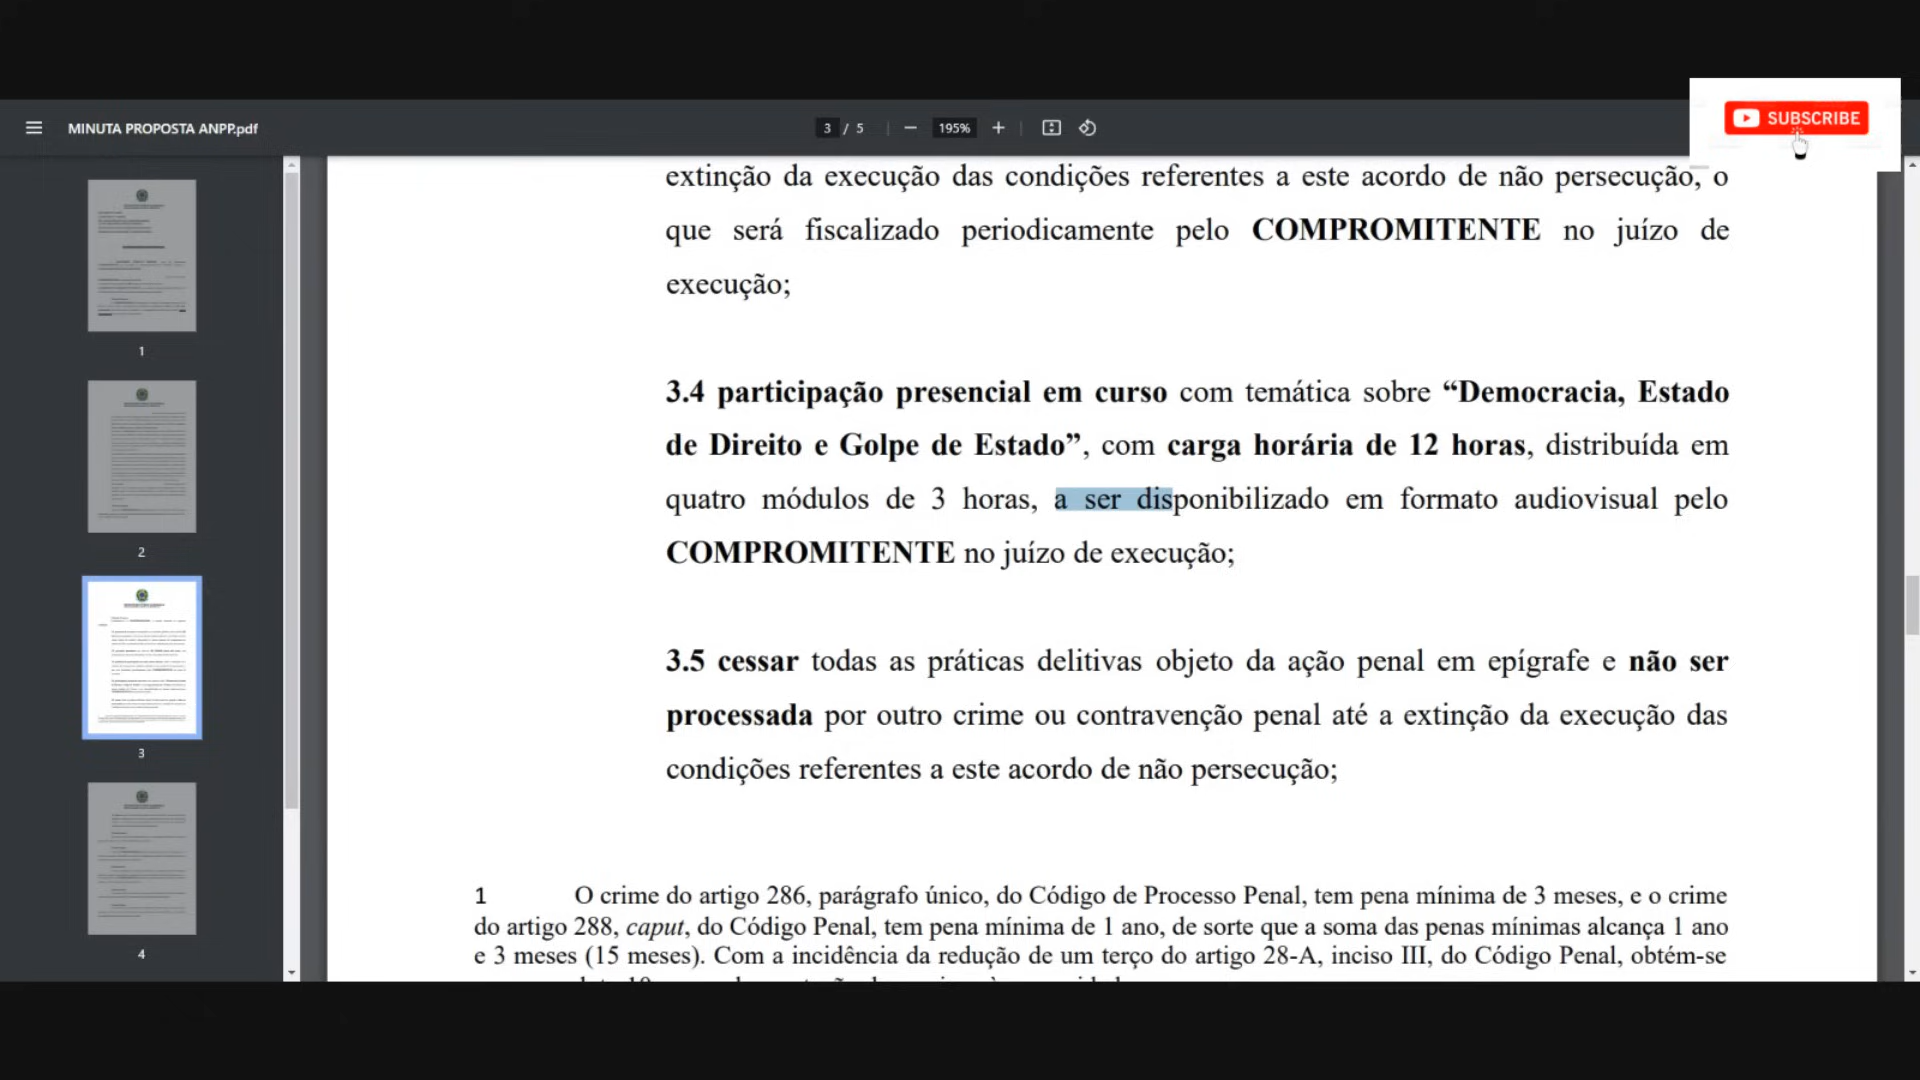 MINUTA PROPOSTA ANPP.pdf
3 / 5
195%
SUBSCRIBE
1
2
3
4
extinção da execução das condições referentes a este acordo de não persecução, o
que será fiscalizado periodicamente pelo COMPROMITENTE no juízo de
execução;
3.4 participação presencial em curso com temática sobre “Democracia, Estado
de Direito e Golpe de Estado”, com carga horária de 12 horas, distribuída em
quatro módulos de 3 horas, a ser disponibilizado em formato audiovisual pelo
COMPROMITENTE no juízo de execução;
3.5 cessar todas as práticas delitivas objeto da ação penal em epígrafe e não ser
processada por outro crime ou contravenção penal até a extinção da execução das
condições referentes a este acordo de não persecução;
1 O crime do artigo 286, parágrafo único, do Código de Processo Penal, tem pena mínima de 3 meses, e o crime
do artigo 288, caput, do Código Penal, tem pena mínima de 1 ano, de sorte que a soma das penas mínimas alcança 1 ano
e 3 meses (15 meses). Com a incidência da redução de um terço do artigo 28-A, inciso III, do Código Penal, obtém-se